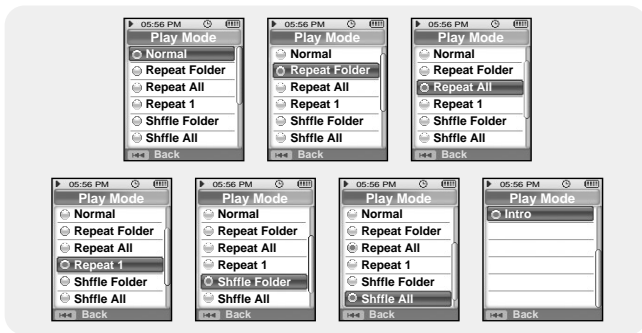 05:56 PM
Play Mode
Normal
Repeat Folder
Repeat All
Repeat 1
Shffle Folder
Shffle All
Back
05:56 PM
Play Mode
Normal
Repeat Folder
Repeat All
Repeat 1
Shffle Folder
Shffle All
Back
05:56 PM
Play Mode
Normal
Repeat Folder
Repeat All
Repeat 1
Shffle Folder
Shffle All
Back
05:56 PM
Play Mode
Normal
Repeat Folder
Repeat All
Repeat 1
Shffle Folder
Shffle All
Back
05:56 PM
Play Mode
Normal
Repeat Folder
Repeat All
Repeat 1
Shffle Folder
Shffle All
Back
05:56 PM
Play Mode
Normal
Repeat Folder
Repeat All
Repeat 1
Shffle Folder
Shffle All
Back
05:56 PM
Play Mode
Intro
Back